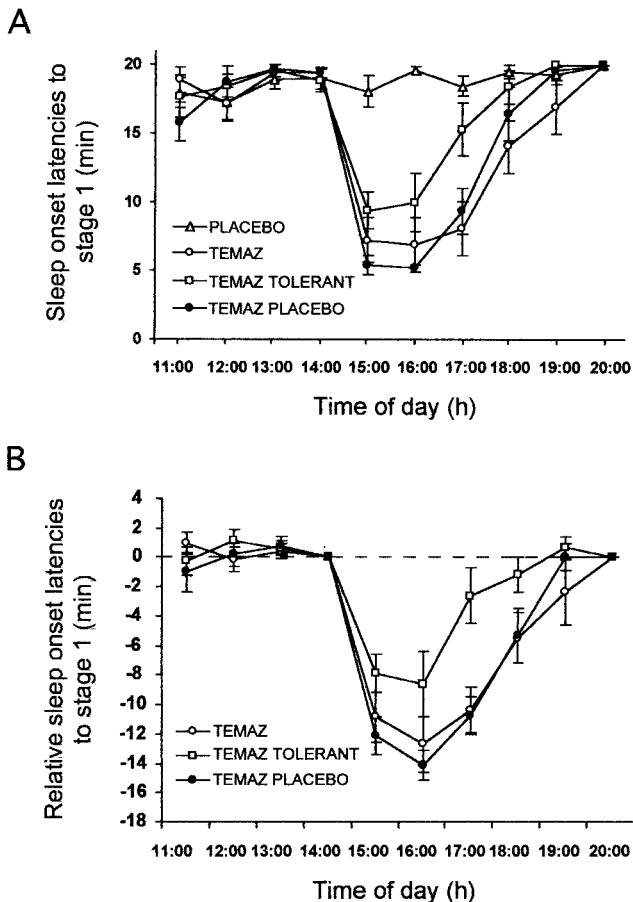 A
Sleep onset latencies to
stage 1 (min)
20
15
10
5
0
PLACEBO
TEMAZ
TEMAZ TOLERANT
TEMAZ PLACEBO
11:00 12:00 13:00 14:00 15:00 16:00 17:00 18:00 19:00 20:00
Time of day (h)
B
Relative sleep onset latencies
to stage 1 (min)
4
2
0
-2
-4
-6
-8
-10
-12
-14
-16
-18
TEMAZ
TEMAZ TOLERANT
TEMAZ PLACEBO
11:00 12:00 13:00 14:00 15:00 16:00 17:00 18:00 19:00 20:00
Time of day (h)